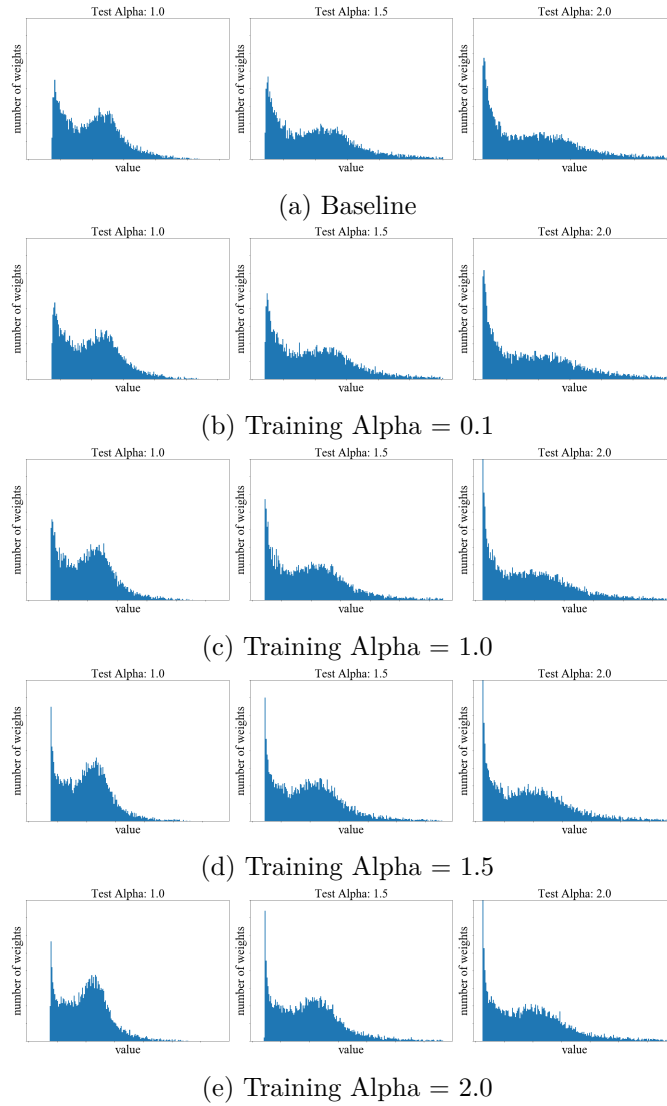 Test Alpha: 1.0 Test Alpha: 1.5 Test Alpha: 2.0
number of weights number of weights number of weights
value value value
(a) Baseline
Test Alpha: 1.0 Test Alpha: 1.5 Test Alpha: 2.0
number of weights number of weights number of weights
value value value
(b) Training Alpha = 0.1
Test Alpha: 1.0 Test Alpha: 1.5 Test Alpha: 2.0
number of weights number of weights number of weights
value value value
(c) Training Alpha = 1.0
Test Alpha: 1.0 Test Alpha: 1.5 Test Alpha: 2.0
number of weights number of weights number of weights
value value value
(d) Training Alpha = 1.5
Test Alpha: 1.0 Test Alpha: 1.5 Test Alpha: 2.0
number of weights number of weights number of weights
value value value
(e) Training Alpha = 2.0